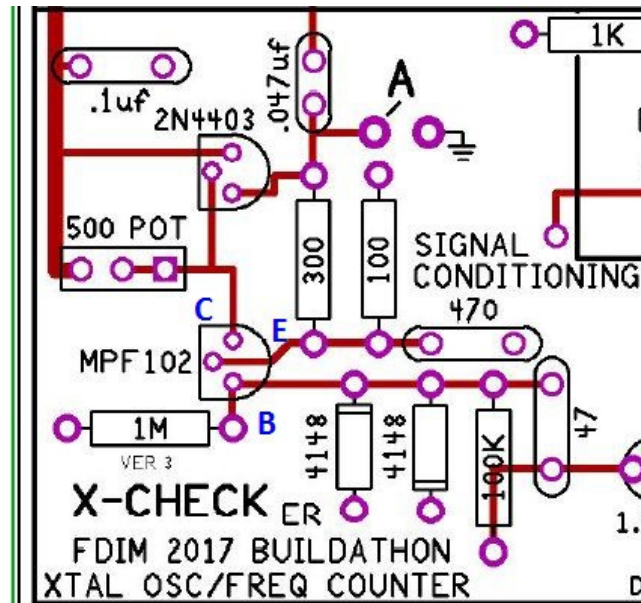 1K
A
.047uf
.1uf
2N4403
500 POT
300
100
SIGNAL
CONDITIONING
470
C
E
MPF102
B
1M
VER 3
4148
4148
100K
47
1.
X-CHECK ER
FDIM 2017 BUILDATHON
XTAL OSC/FREQ COUNTER